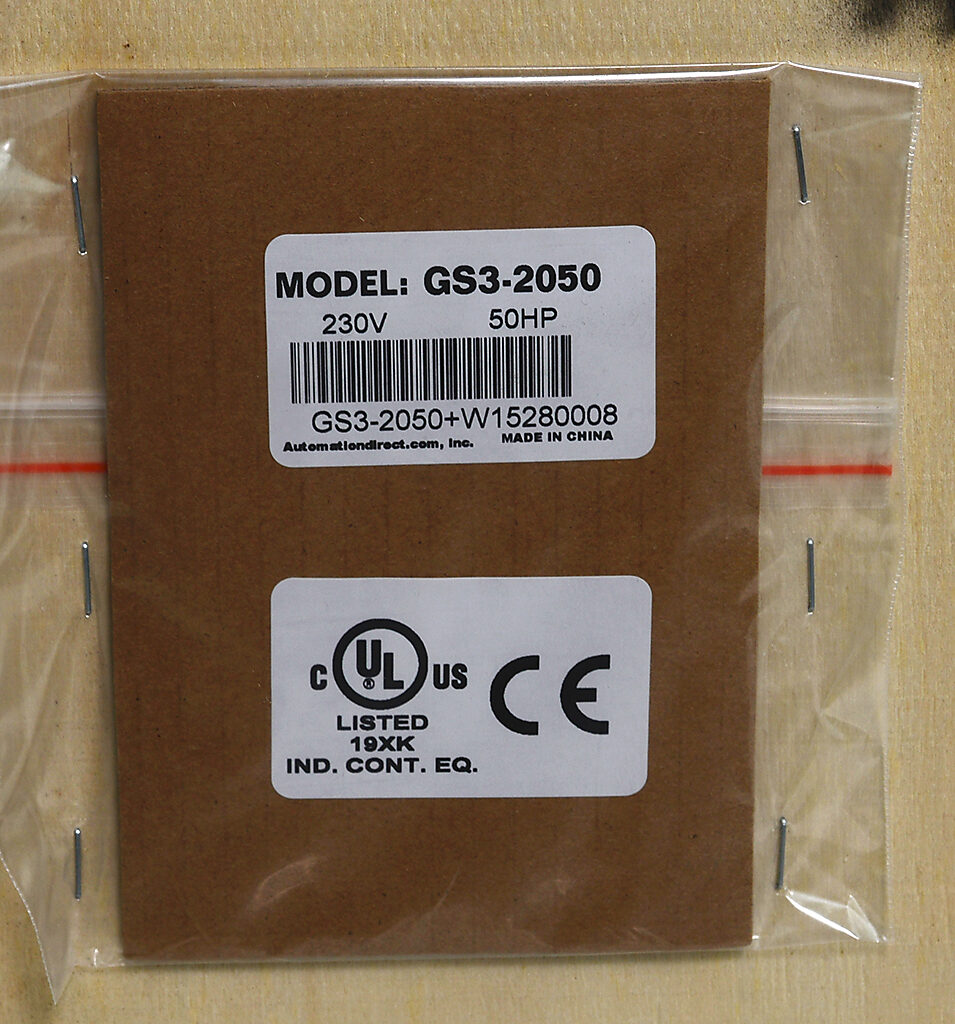 MODEL: GS3-2050
230V 50HP
GS3-2050+W15280008
Automationdirect.com, Inc. MADE IN CHINA
C UL® US CE
LISTED
19XK
IND. CONT. EQ.